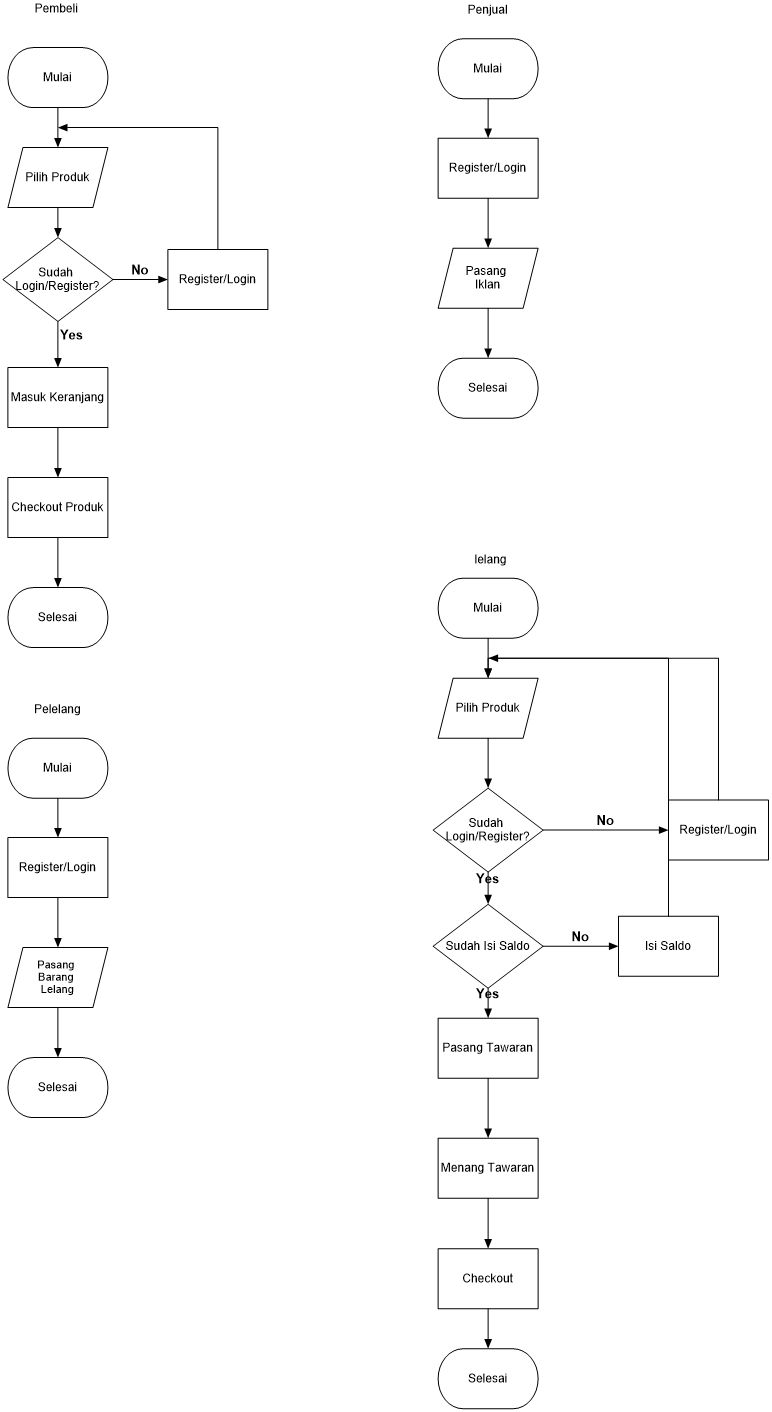 Pembeli
Mulai
Pilih Produk
Sudah
Login/Register?
No
Register/Login
Yes
Masuk Keranjang
Checkout Produk
Selesai
Penjual
Mulai
Register/Login
Pasang
Iklan
Selesai
Pelelang
Mulai
Register/Login
Pasang
Barang
Lelang
Selesai
lelang
Mulai
Pilih Produk
Sudah
Login/Register?
No
Register/Login
Yes
Sudah Isi Saldo
No
Isi Saldo
Yes
Pasang Tawaran
Menang Tawaran
Checkout
Selesai